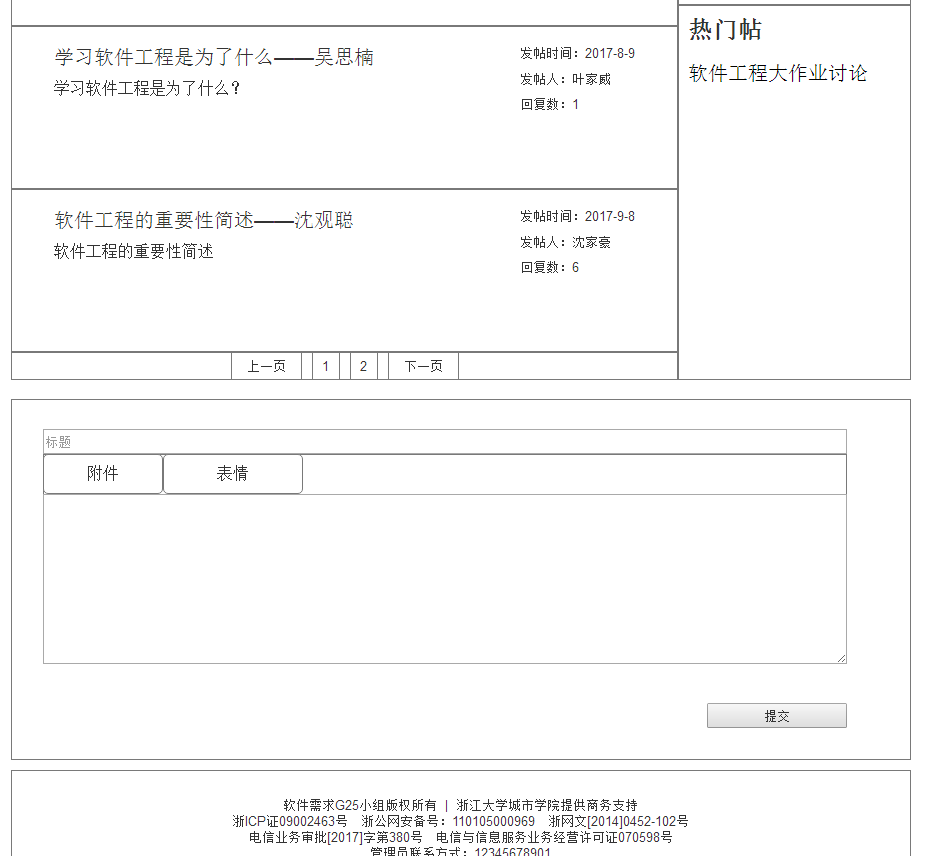 热门帖
软件工程大作业讨论
学习软件工程是为了什么——吴思楠
学习软件工程是为了什么？
发帖时间：2017-8-9
发帖人：叶家威
回复数：1
软件工程的重要性简述——沈观聪
软件工程的重要性简述
发帖时间：2017-9-8
发帖人：沈家豪
回复数：6
上一页 1 2 下一页
标题
附件 表情
提交
软件需求G25小组版权所有 | 浙江大学城市学院提供商务支持
浙ICP证09002463号 浙公网安备号：110105000969 浙网文[2014]0452-102号
电信业务审批[2017]字第380号 电信与信息服务业务经营许可证070598号
管理员联系方式：12345678901